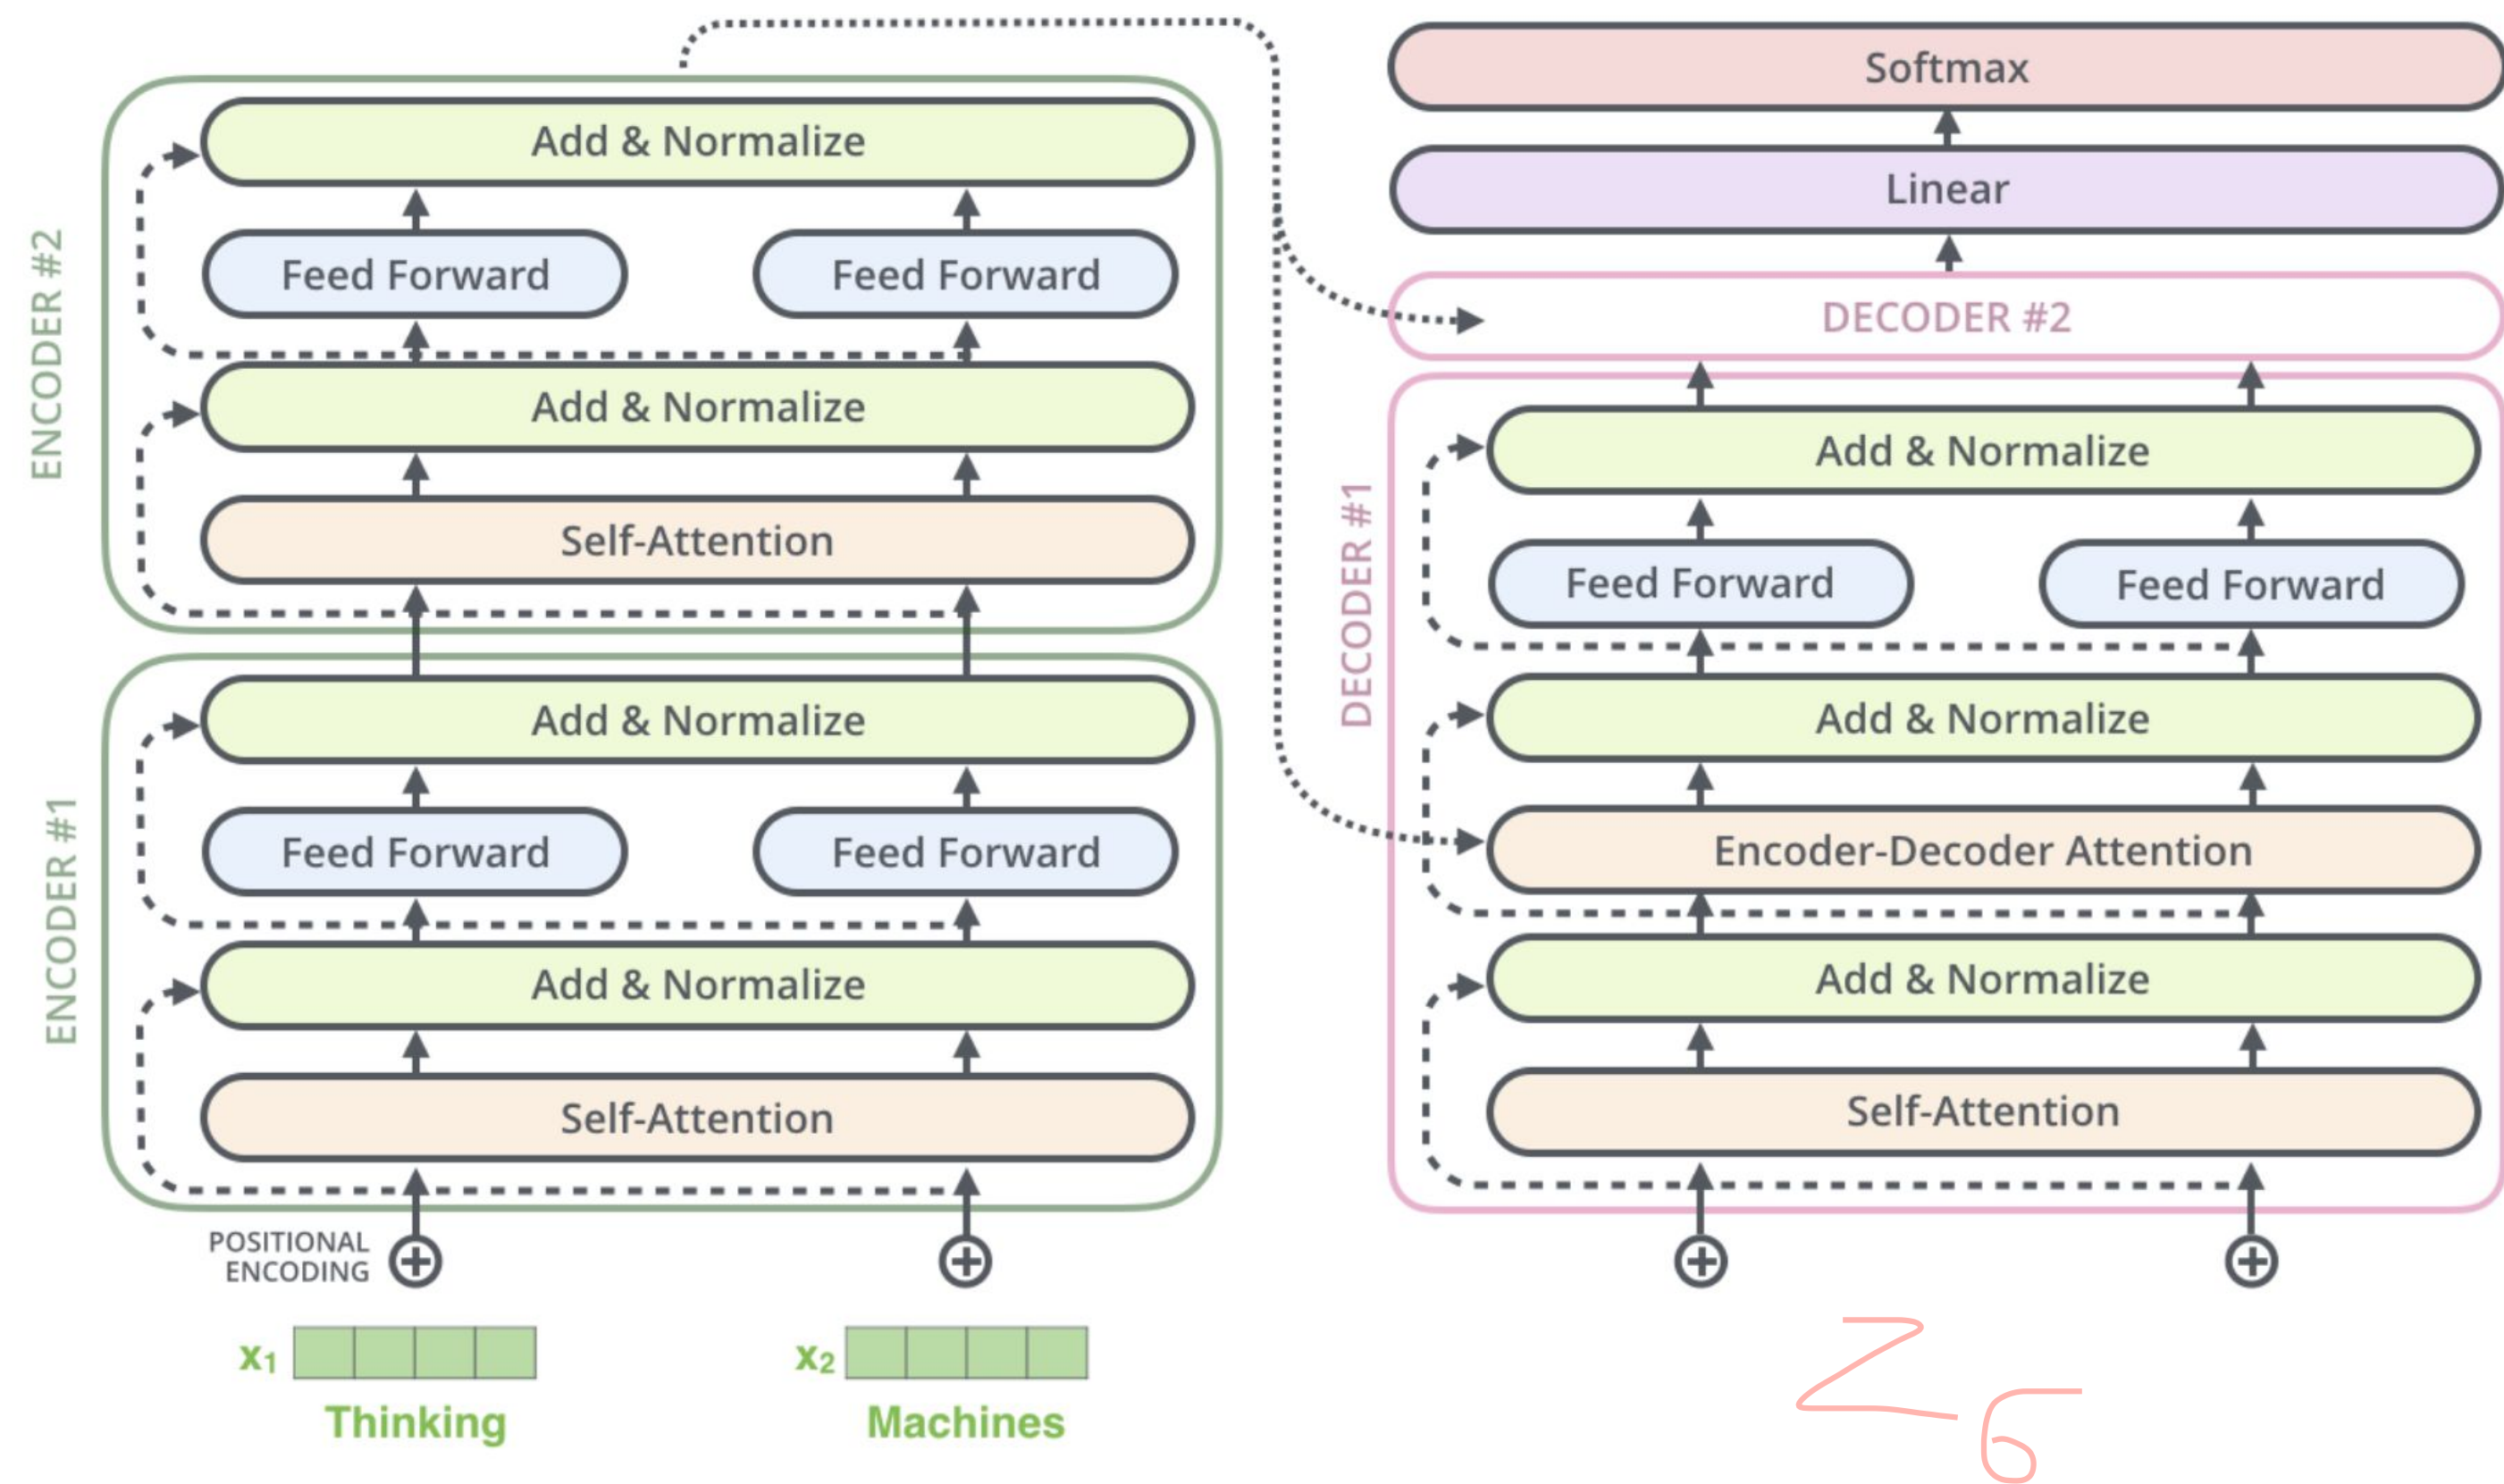 ENCODER #2
Add & Normalize
Feed Forward Feed Forward
Add & Normalize
Self-Attention
ENCODER #1
Add & Normalize
Feed Forward Feed Forward
Add & Normalize
Self-Attention
POSITIONAL
ENCODING
x₁ x₂
Thinking Machines
Softmax
Linear
DECODER #2
DECODER #1
Add & Normalize
Feed Forward Feed Forward
Add & Normalize
Encoder-Decoder Attention
Add & Normalize
Self-Attention